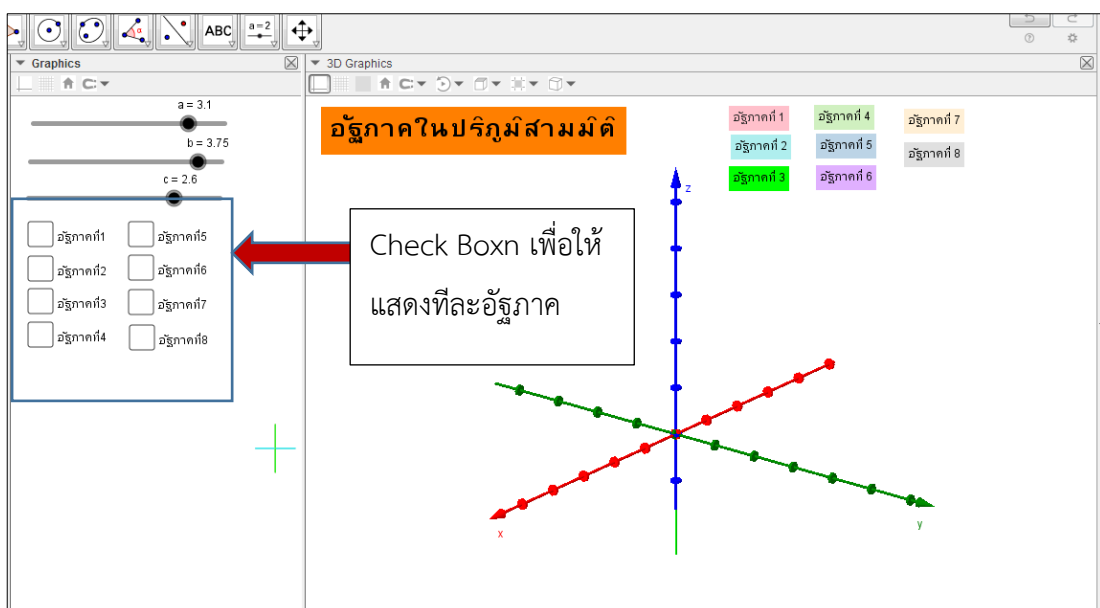 ABC
a=2
Graphics
3D Graphics
a = 3.1
b = 3.75
c = 2.6
อัฐภาคที่1
อัฐภาคที่5
อัฐภาคที่2
อัฐภาคที่6
อัฐภาคที่3
อัฐภาคที่7
อัฐภาคที่4
อัฐภาคที่8
Check Boxn เพื่อให้
แสดงทีละอัฐภาค
อัฐภาคในปริภูมิสามมิติ
อัฐภาคที่ 1
อัฐภาคที่ 4
อัฐภาคที่ 7
อัฐภาคที่ 2
อัฐภาคที่ 5
อัฐภาคที่ 8
อัฐภาคที่ 3
อัฐภาคที่ 6
z
x
y